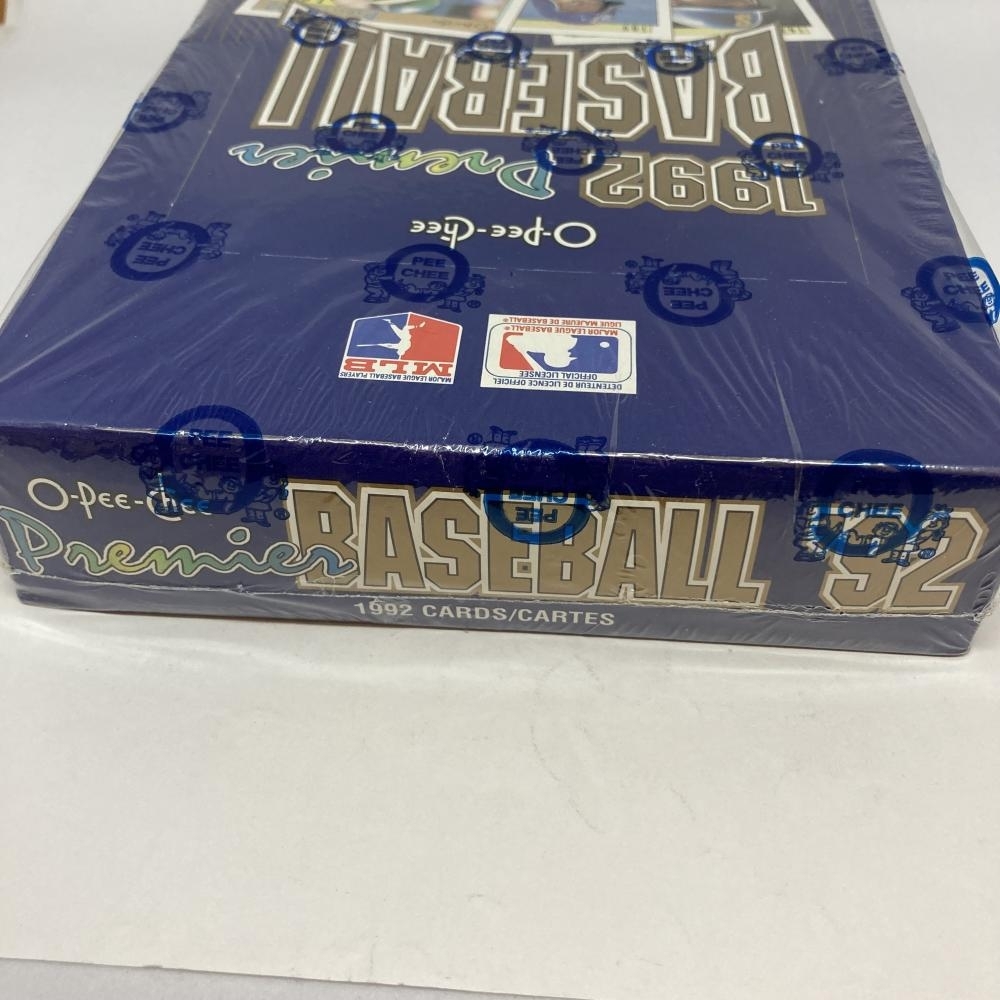 BASEBALL
1992 Premier
O-Pee-Chee
LIGUE MAJEURE DE BASEBALL®
MAJOR LEAGUE BASEBALL®
OFFICIAL LICENSEE
DÉTENTEUR DE LICENCE OFFICIEL
MLB
MAJOR LEAGUE BASEBALL PLAYERS
O-PEE-CHEE
O-Pee-Chee
Premier BASEBALL '92
1992 CARDS/CARTES